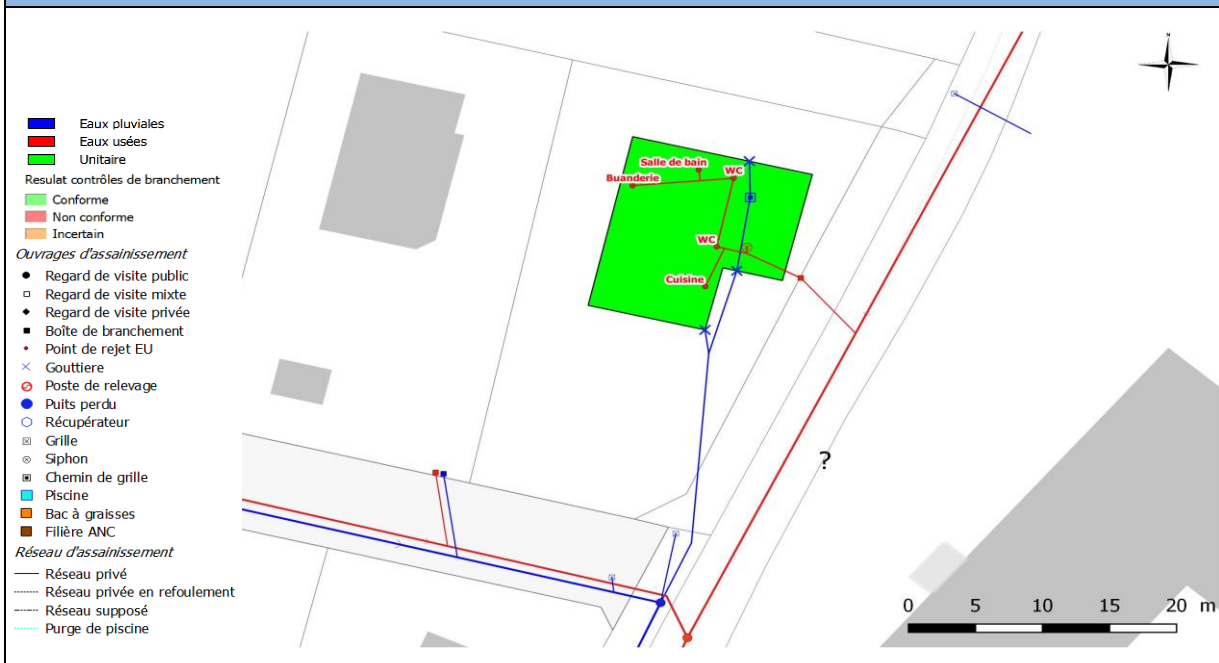 N
Eaux pluviales
Eaux usées
Unitaire
Resulat contrôles de branchement
Conforme
Non conforme
Incertain
Ouvrages d'assainissement
Regard de visite public
Regard de visite mixte
Regard de visite privée
Boîte de branchement
Point de rejet EU
Gouttiere
Poste de relevage
Puits perdu
Récupérateur
Grille
Siphon
Chemin de grille
Piscine
Bac à graisses
Filière ANC
Réseau d'assainissement
Réseau privé
Réseau privée en refoulement
Réseau supposé
Purge de piscine
Salle de bain
WC
Buanderie
WC
Cuisine
?
0 5 10 15 20 m